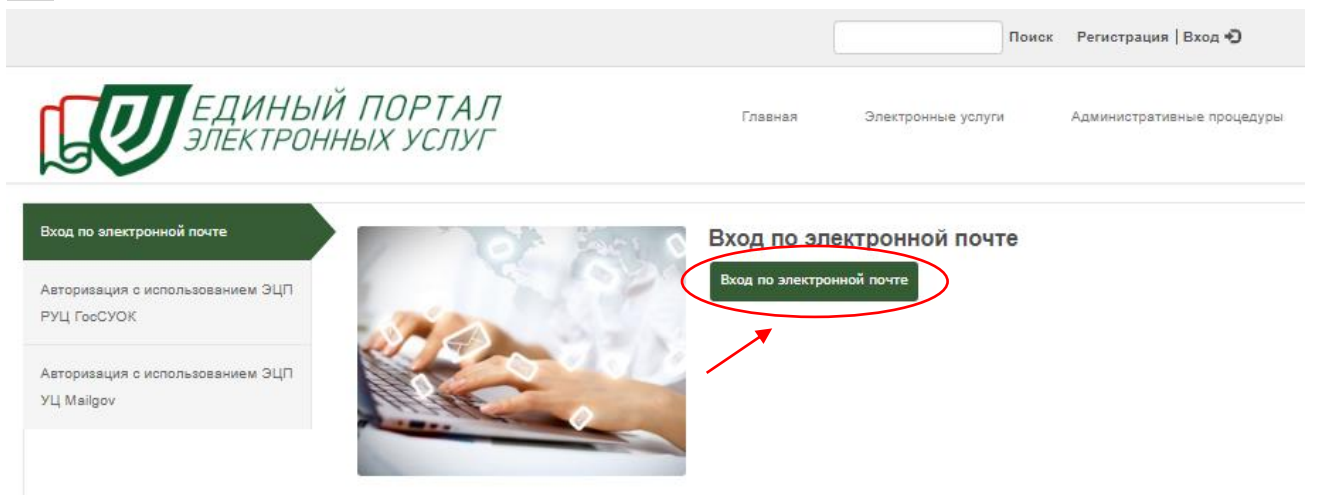 Поиск Регистрация | Вход
ЕДИНЫЙ ПОРТАЛ
ЭЛЕКТРОННЫХ УСЛУГ
Главная Электронные услуги Административные процедуры
Вход по электронной почте
Авторизация с использованием ЭЦП
РУЦ ГосСУОК
Авторизация с использованием ЭЦП
УЦ Mailgov
Вход по электронной почте
Вход по электронной почте